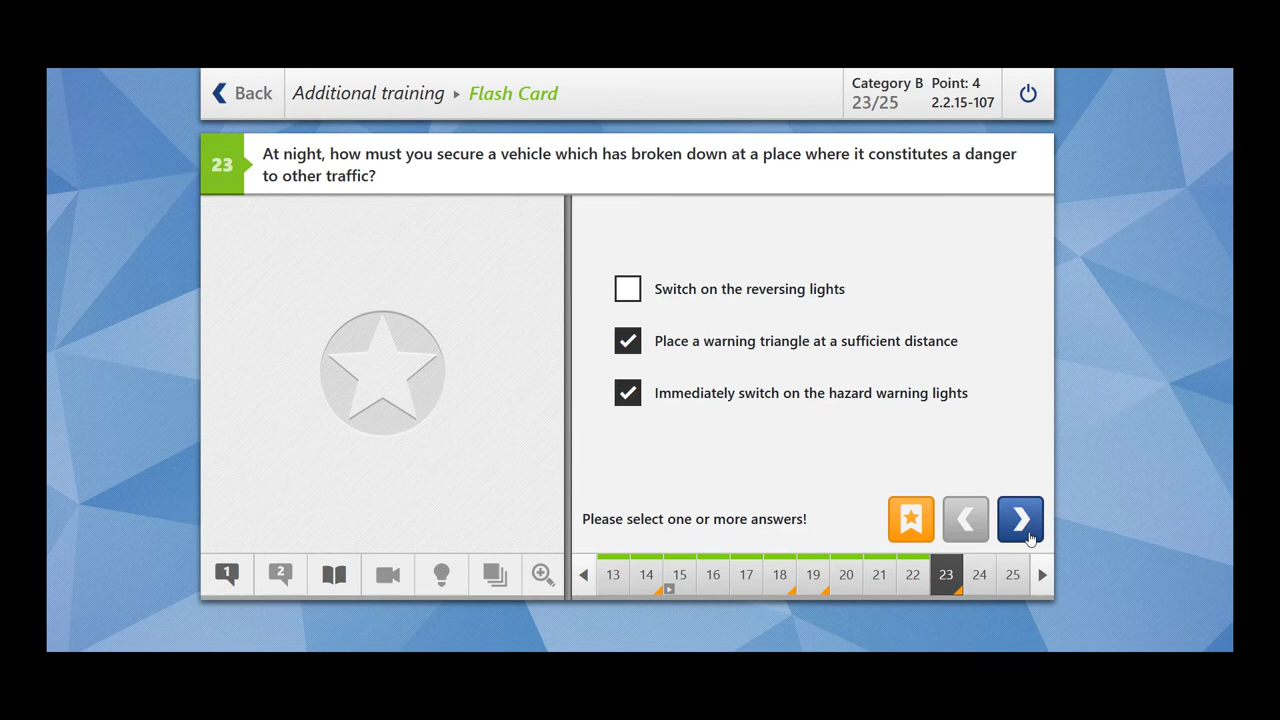 Back
Additional training ▸ Flash Card
Category B Point: 4
23/25 2.2.15-107
23
At night, how must you secure a vehicle which has broken down at a place where it constitutes a danger
to other traffic?
Switch on the reversing lights
Place a warning triangle at a sufficient distance
Immediately switch on the hazard warning lights
Please select one or more answers!
1 2
13 14 15 16 17 18 19 20 21 22 23 24 25